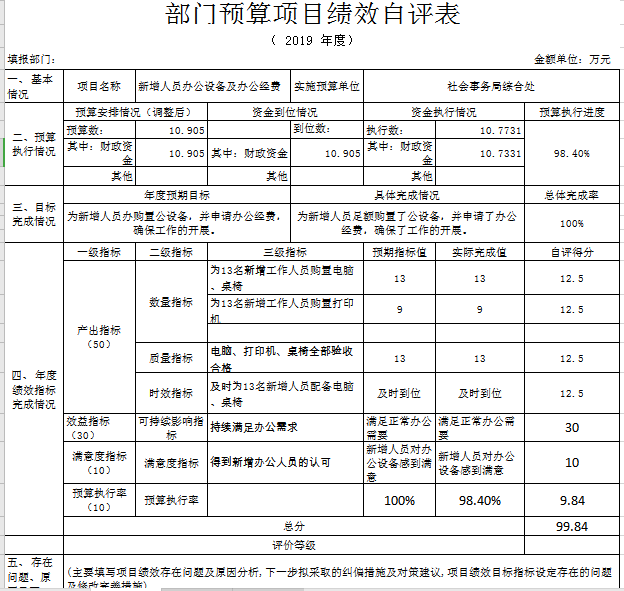 部门预算项目绩效自评表
（ 2019 年度）
填报部门： 金额单位：万元
一、基本情况 项目名称 新增人员办公设备及办公经费 实施预算单位 社会事务局综合处
二、预算执行情况 预算安排情况（调整后） 资金到位情况 资金执行情况 预算执行进度
预算数： 10.905 到位数： 执行数： 10.7731 98.40%
其中：财政资金 10.905 其中：财政资金 10.905 其中：财政资金 10.7331
其他 其他 其他
三、目标完成情况 年度预期目标 具体完成情况 总体完成率
为新增人员办购置公设备，并申请办公经费，确保工作的开展。 为新增人员足额购置了公设备，并申请了办公经费，确保了工作的开展。 100%
四、年度绩效指标完成情况 一级指标 二级指标 三级指标 预期指标值 实际完成值 自评得分
产出指标（50） 数量指标 为13名新增工作人员购置电脑、桌椅 13 13 12.5
为13名新增工作人员购置打印机 9 9 12.5
质量指标 电脑、打印机、桌椅全部验收合格 13 13 12.5
时效指标 及时为13名新增人员配备电脑、桌椅 及时到位 及时到位 12.5
效益指标（30） 可持续影响指标 持续满足办公需求 满足正常办公需要 满足正常办公需要 30
满意度指标（10） 满意度指标 得到新增办公人员的认可 新增人员对办公设备感到满意 新增人员对办公设备感到满意 10
预算执行率（10） 预算执行率 100% 98.40% 9.84
总分 99.84
评价等级
五、存在问题、原 （主要填写项目绩效存在问题及原因分析，下一步拟采取的纠偏措施及对策建议，项目绩效目标指标设定存在的问题及修改完善措施）